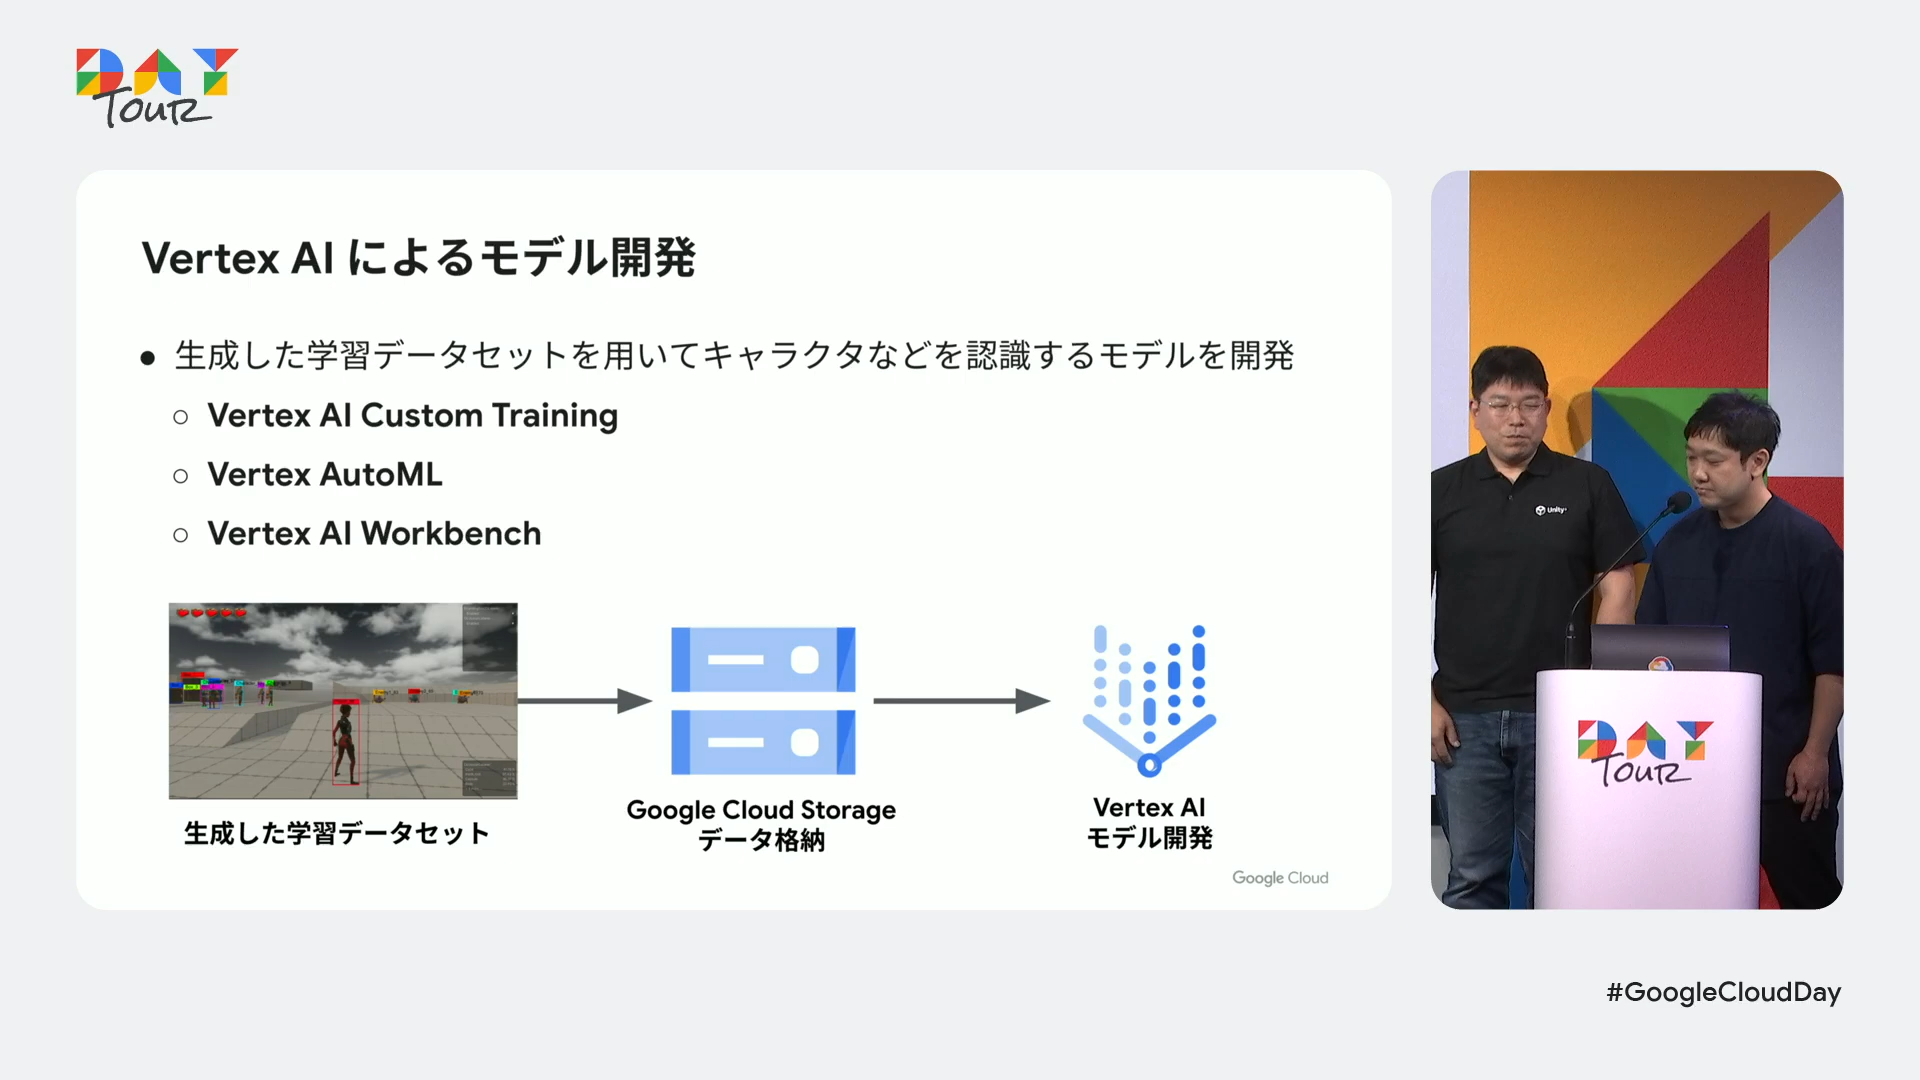 DAY
TOUR
Vertex AI によるモデル開発
● 生成した学習データセットを用いてキャラクタなどを認識するモデルを開発
○ Vertex AI Custom Training
○ Vertex AutoML
○ Vertex AI Workbench
生成した学習データセット
Google Cloud Storage
データ格納
Vertex AI
モデル開発
Google Cloud
Unity
DAY
TOUR
#GoogleCloudDay